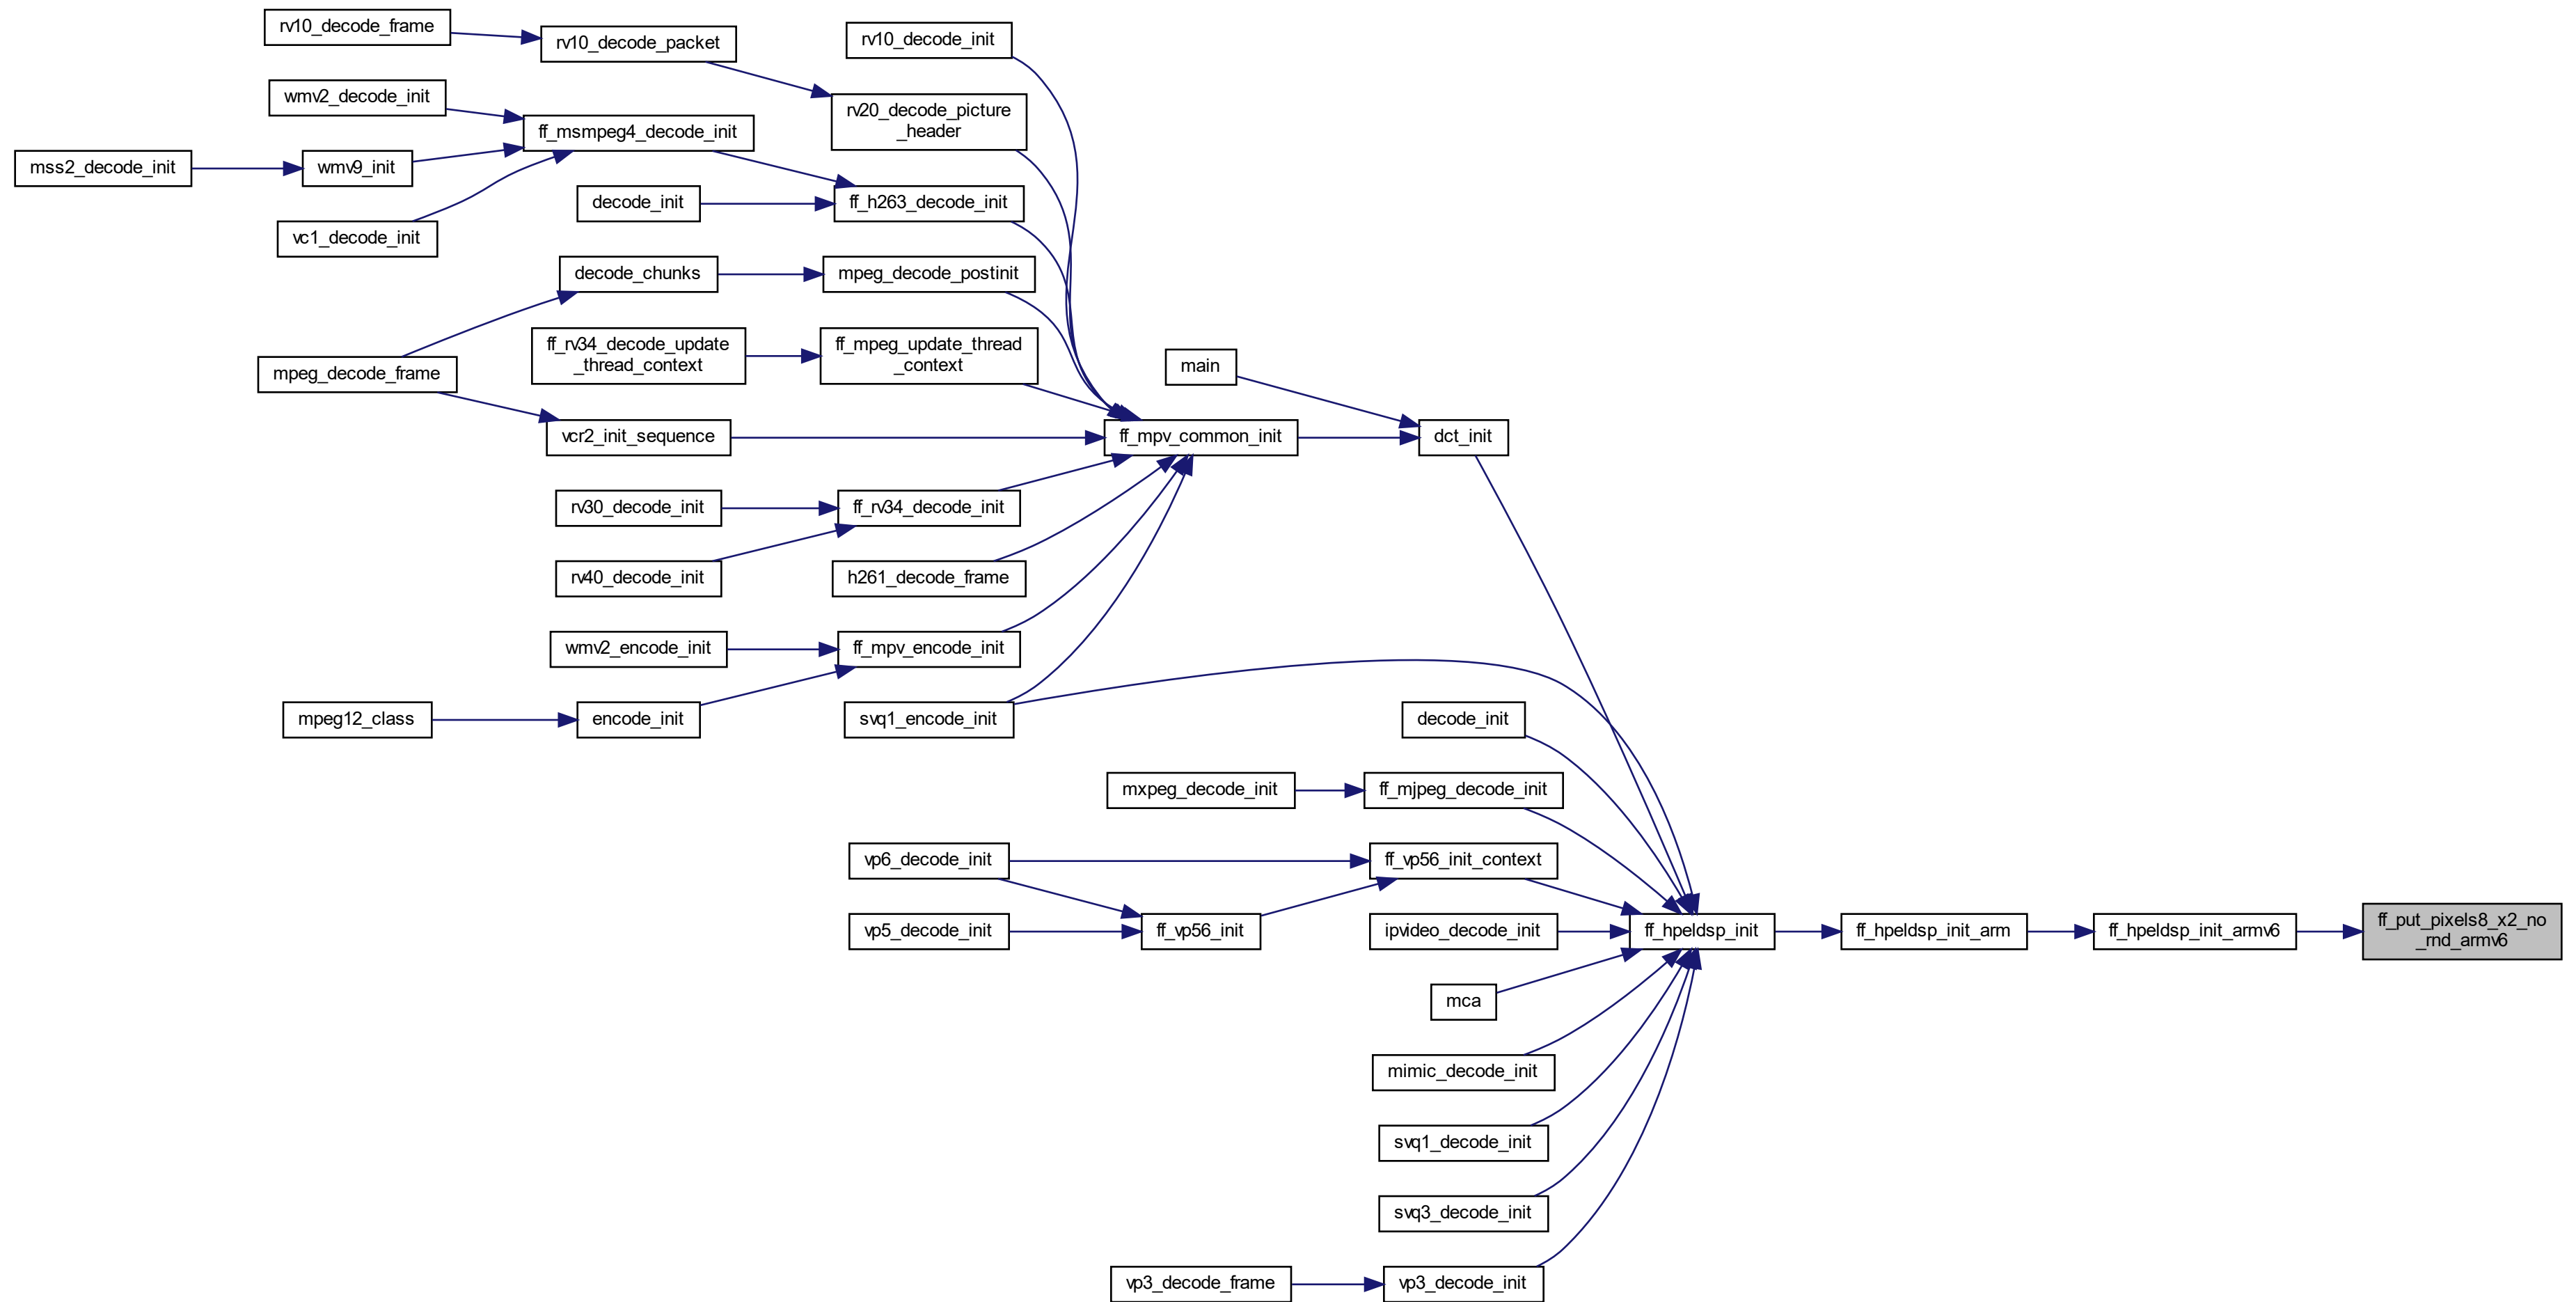 rv10_decode_frame
rv10_decode_packet
rv10_decode_init
wmv2_decode_init
rv20_decode_picture
_header
ff_msmpeg4_decode_init
mss2_decode_init
wmv9_init
decode_init
ff_h263_decode_init
vc1_decode_init
decode_chunks
mpeg_decode_postinit
ff_rv34_decode_update
_thread_context
ff_mpeg_update_thread
_context
main
mpeg_decode_frame
vcr2_init_sequence
ff_mpv_common_init
dct_init
rv30_decode_init
ff_rv34_decode_init
rv40_decode_init
h261_decode_frame
wmv2_encode_init
ff_mpv_encode_init
mpeg12_class
encode_init
svq1_encode_init
decode_init
mxpeg_decode_init
ff_mjpeg_decode_init
vp6_decode_init
ff_vp56_init_context
vp5_decode_init
ff_vp56_init
ipvideo_decode_init
ff_hpeldsp_init
ff_hpeldsp_init_arm
ff_hpeldsp_init_armv6
ff_put_pixels8_x2_no
_rnd_armv6
mca
mimic_decode_init
svq1_decode_init
svq3_decode_init
vp3_decode_frame
vp3_decode_init